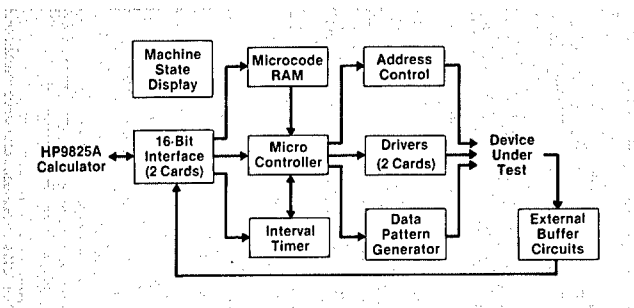 Machine
State
Display
Microcode
RAM
Address
Control
HP9825A
Calculator
16-Bit
Interface
(2 Cards)
Micro
Controller
Drivers
(2 Cards)
Device
Under
Test
Interval
Timer
Data
Pattern
Generator
External
Buffer
Circuits